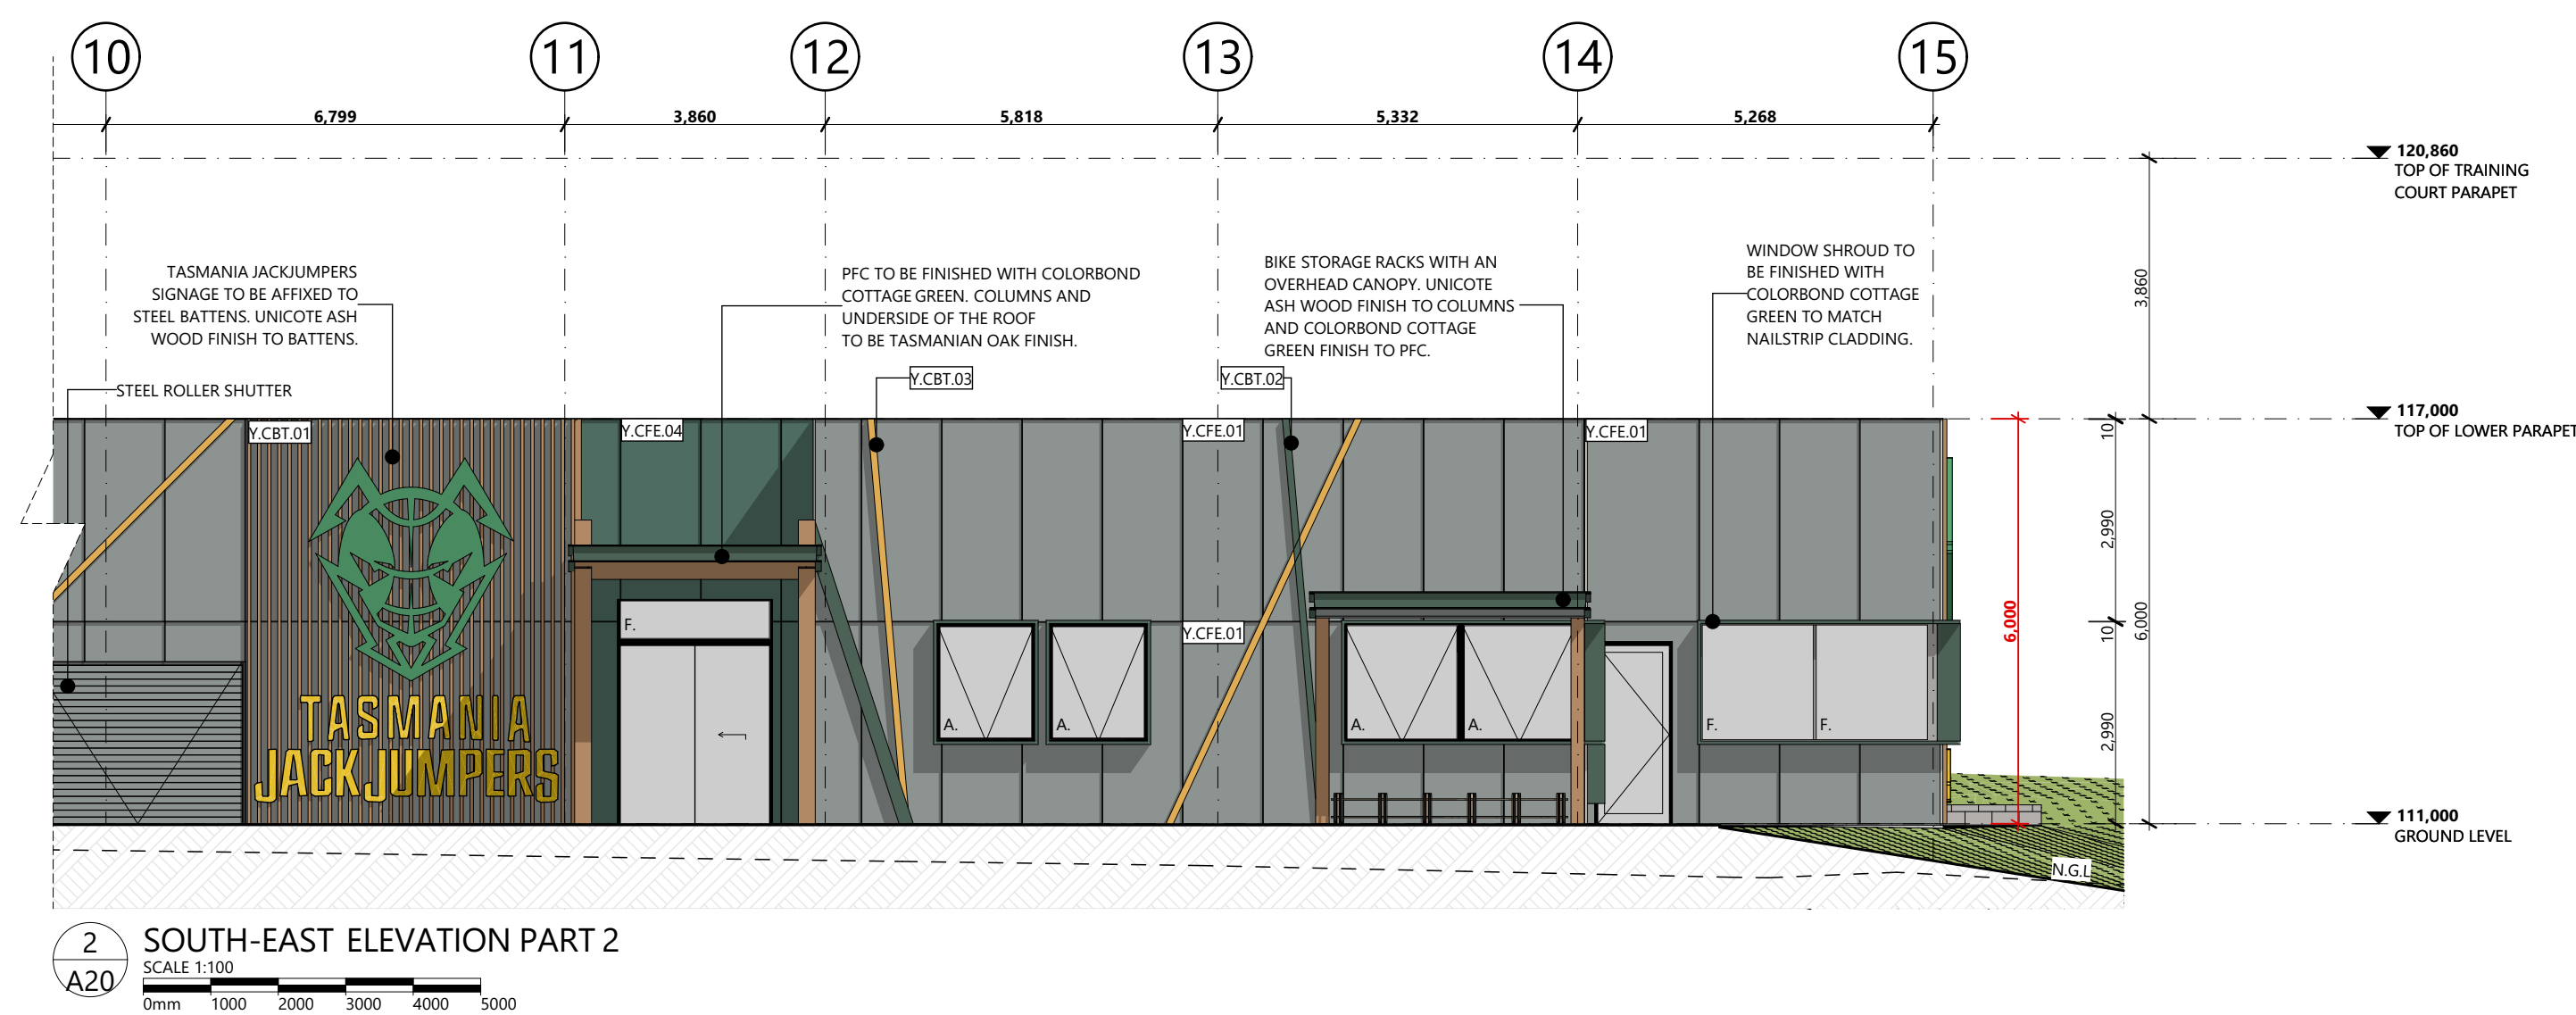 10
11
12
13
14
15
6,799
3,860
5,818
5,332
5,268
120,860
TOP OF TRAINING
COURT PARAPET
TASMANIA JACKJUMPERS
SIGNAGE TO BE AFFIXED TO
STEEL BATTENS. UNICOTE ASH
WOOD FINISH TO BATTENS.
STEEL ROLLER SHUTTER
PFC TO BE FINISHED WITH COLORBOND
COTTAGE GREEN. COLUMNS AND
UNDERSIDE OF THE ROOF
TO BE TASMANIAN OAK FINISH.
Y.CBT.03
BIKE STORAGE RACKS WITH AN
OVERHEAD CANOPY. UNICOTE
ASH WOOD FINISH TO COLUMNS
AND COLORBOND COTTAGE
GREEN FINISH TO PFC.
Y.CBT.02
WINDOW SHROUD TO
BE FINISHED WITH
COLORBOND COTTAGE
GREEN TO MATCH
NAILSTRIP CLADDING.
3,860
117,000
TOP OF LOWER PARAPET
Y.CBT.01
Y.CFE.04
Y.CFE.01
Y.CFE.01
10
2,990
F.
Y.CFE.01
6,000
10
6,000
TASMANIA
JACKJUMPERS
A.
A.
A.
A.
F.
F.
2,990
111,000
GROUND LEVEL
N.G.L
2
A20
SOUTH-EAST ELEVATION PART 2
SCALE 1:100
0mm 1000 2000 3000 4000 5000